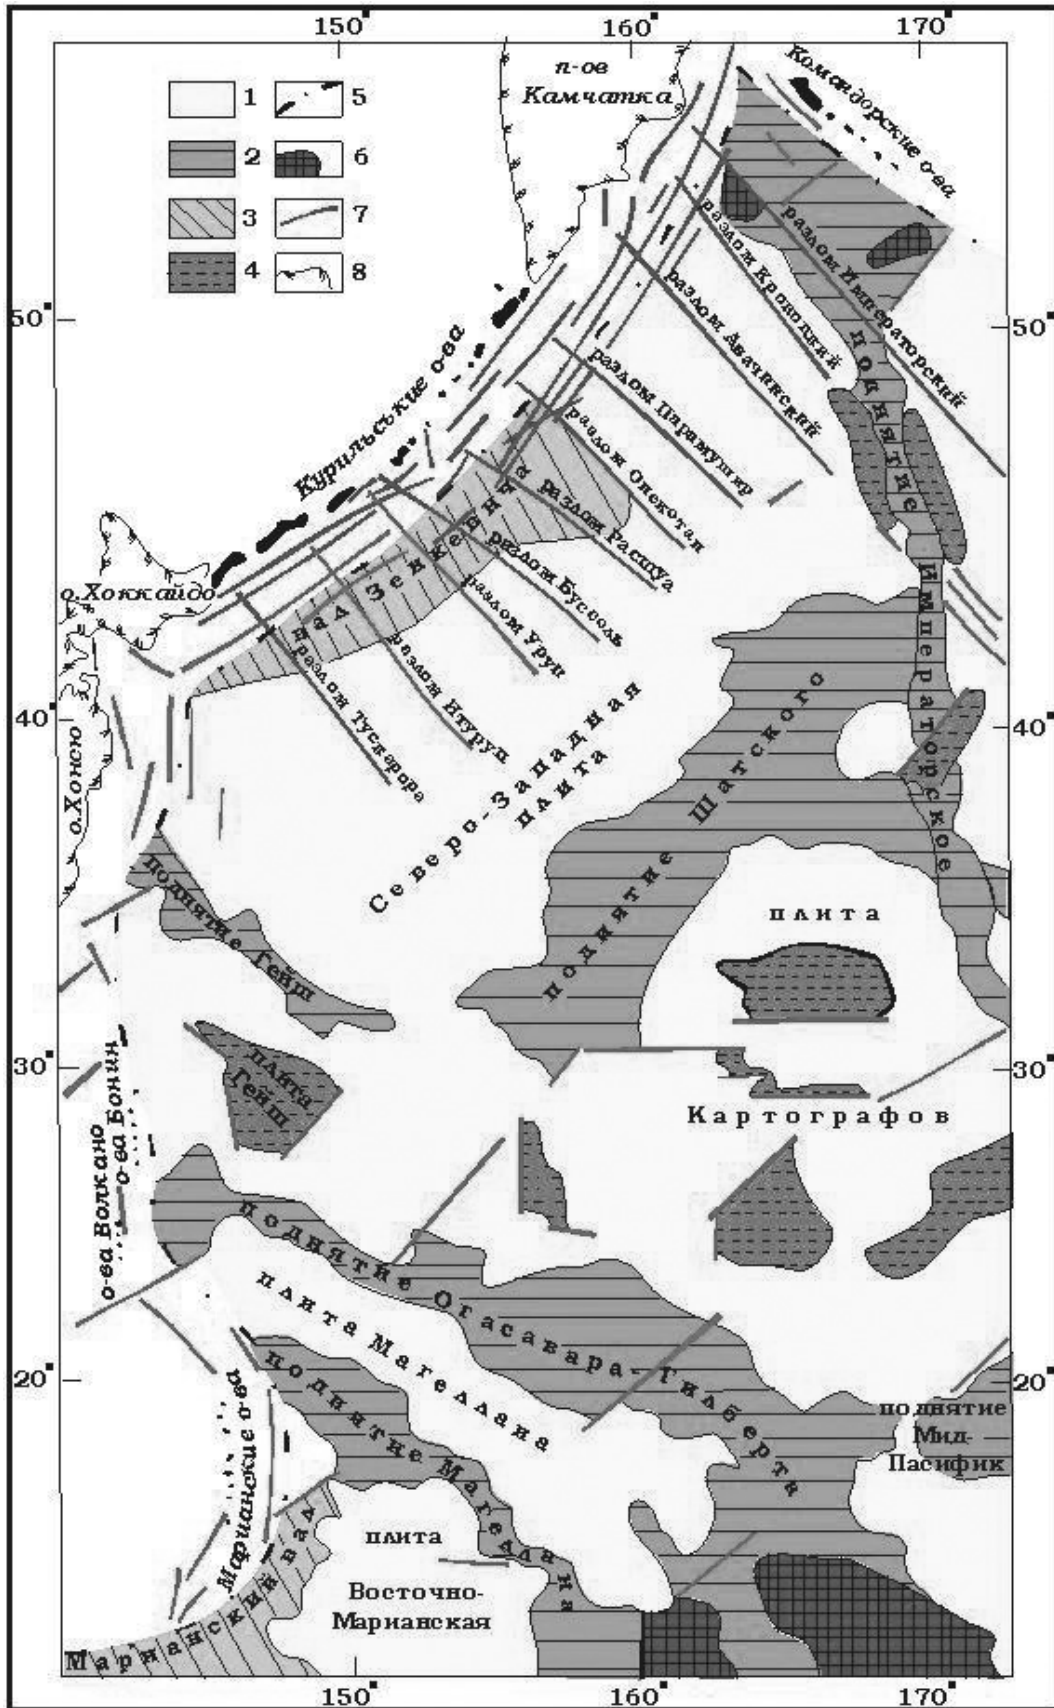 150°
160°
170°
п-ов
Камчатка
Командорские о-ва
1
5
2
6
3
7
4
8
50°
50°
Курильськие о-ва
разлом Императорский
разлом Кроноцкий
разлом Авачинский
разлом Парамушир
разлом Онекотан
разлом Расшуа
разлом Буссоль
разлом Уруп
разлом Итуруп
разлом Тускарора
вал Зенкевича
поднятие
Императорское
о.Хоккайдо
40°
40°
о.Хонсю
Северо-Западная
плита
поднятие Шатского
поднятие Гейш
плита
плита
Гейш
30°
30°
Картографов
о-ва Волкано
о-ва Бонин
поднятие Огасавара-Гилберта
плита Магеллана
поднятие Магеллана
20°
20°
поднятие
Мид-
Пасифик
Марианские о-ва
Марианский вал
плита
Восточно-
Марианская
150°
160°
170°